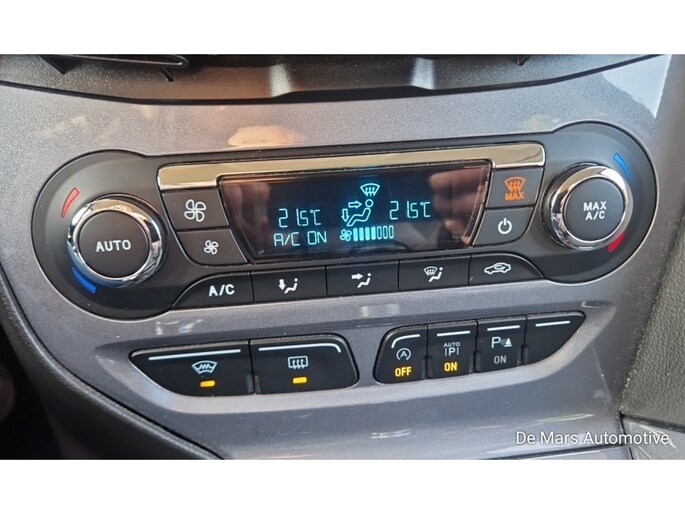 MAX
21.5°C 21.5°C
A/C ON
AUTO
MAX
A/C
A/C
OFF
AUTO
P
ON
P
ON
De Mars Automotive